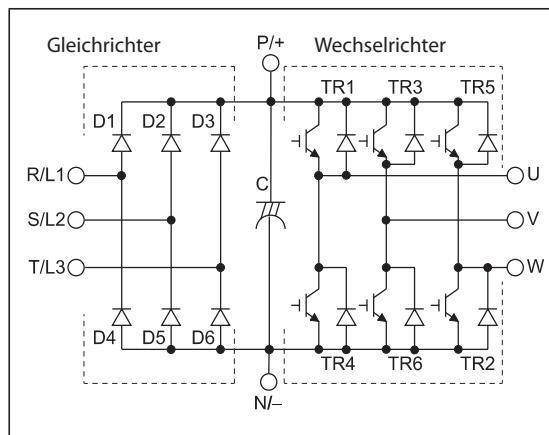 Gleichrichter
P/+
Wechselrichter
TR1
TR3
TR5
D1
D2
D3
R/L1
C
U
S/L2
V
T/L3
W
D4
D5
D6
TR4
TR6
TR2
N/–